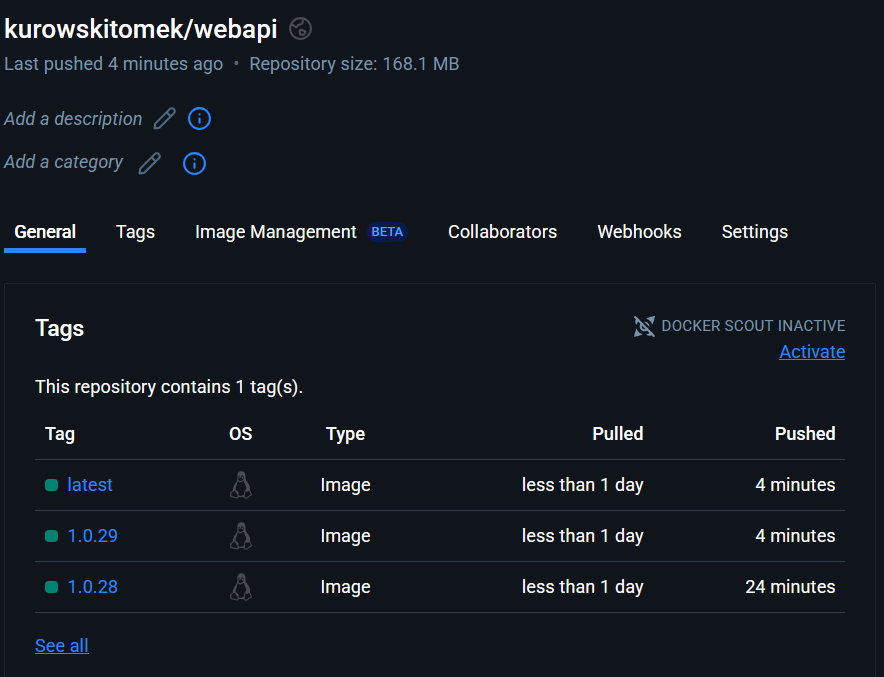 kurowskitomek/webapi
Last pushed 4 minutes ago • Repository size: 168.1 MB
Add a description
Add a category
General Tags Image Management BETA Collaborators Webhooks Settings
Tags
DOCKER SCOUT INACTIVE
Activate
This repository contains 1 tag(s).
Tag OS Type Pulled Pushed
latest Image less than 1 day 4 minutes
1.0.29 Image less than 1 day 4 minutes
1.0.28 Image less than 1 day 24 minutes
See all